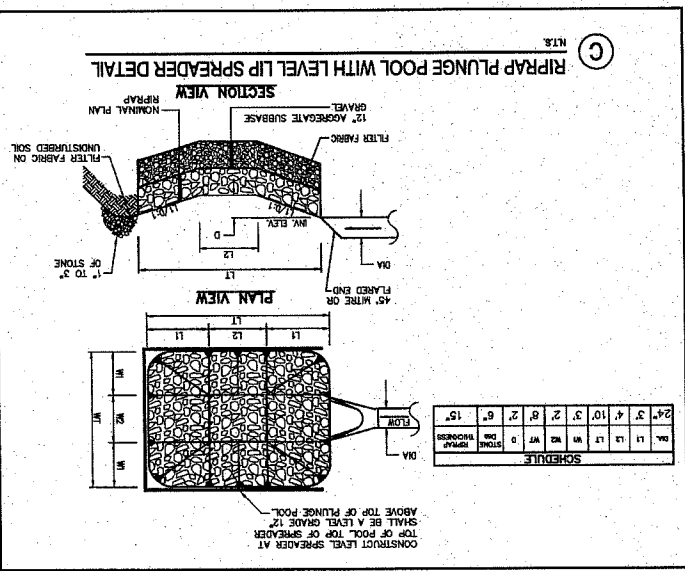 CONSTRUCT LEVEL SPREADER AT
TOP OF POOL TOP OF SPREADER
SHALL BE A LEVEL GRADE 12"
ABOVE TOP OF PLUNGE POOL
SCHEDULE
DIA. L1 L2 LT W1 W2 WT D STONE D50 RIPRAP THICKNESS
24" 3' 4' 10' 3' 2' 8' 2' 6" 15"
DIA
FLOW
W1
W2
W1
WT
L1 L2 L1
LT
PLAN VIEW
45° MITRE OR
FLARED END
DIA
LT
L2
D
INV. ELEV.
1" TO 3"
OF STONE
FILTER FABRIC ON
UNDISTURBED SOIL
FILTER FABRIC
12" AGGREGATE SUBBASE
GRAVEL
NOMINAL PLAN
RIPRAP
SECTION VIEW
RIPRAP PLUNGE POOL WITH LEVEL LIP SPREADER DETAIL
N.T.S.
C